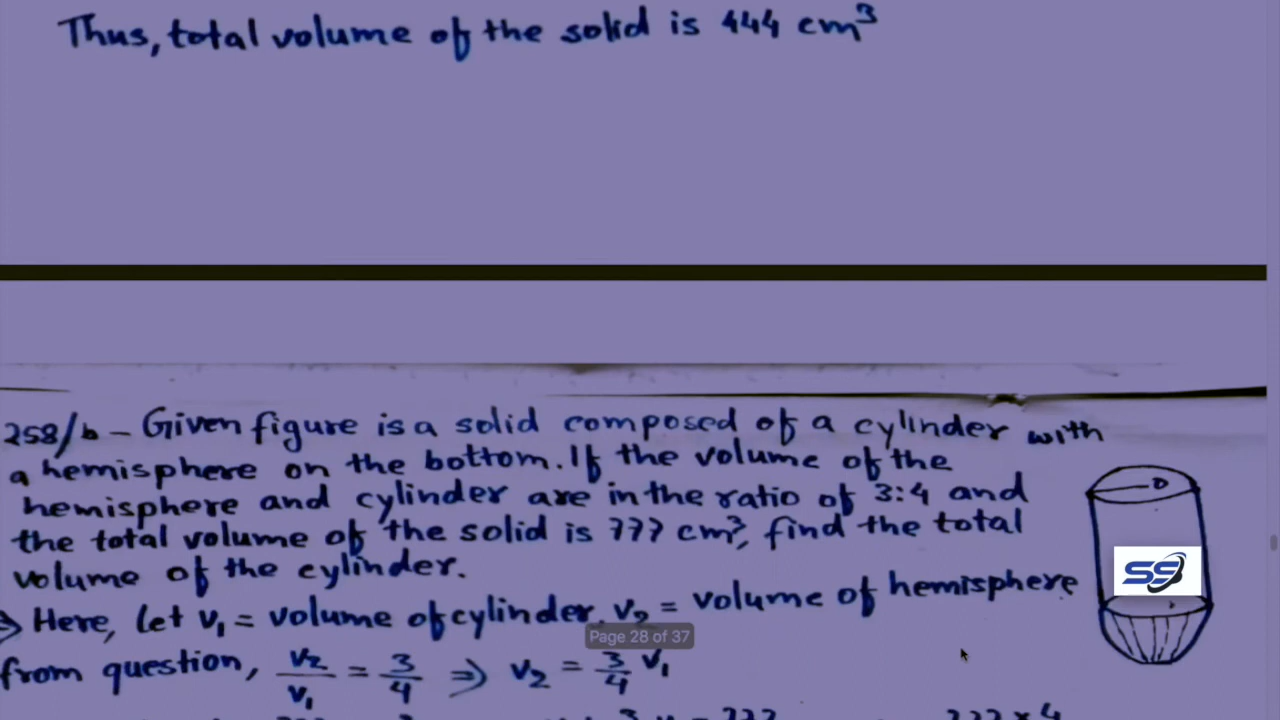 Thus, total volume of the solid is 444 cm³
258/b – Given figure is a solid composed of a cylinder with
a hemisphere on the bottom. If the volume of the
hemisphere and cylinder are in the ratio of 3:4 and
the total volume of the solid is 777 cm³, find the total
volume of the cylinder.
⇒ Here, let v₁ = volume of cylinder, v₂ = volume of hemisphere
from question, v₂/v₁ = 3/4 ⇒ v₂ = 3/4 v₁
Page 28 of 37
SS